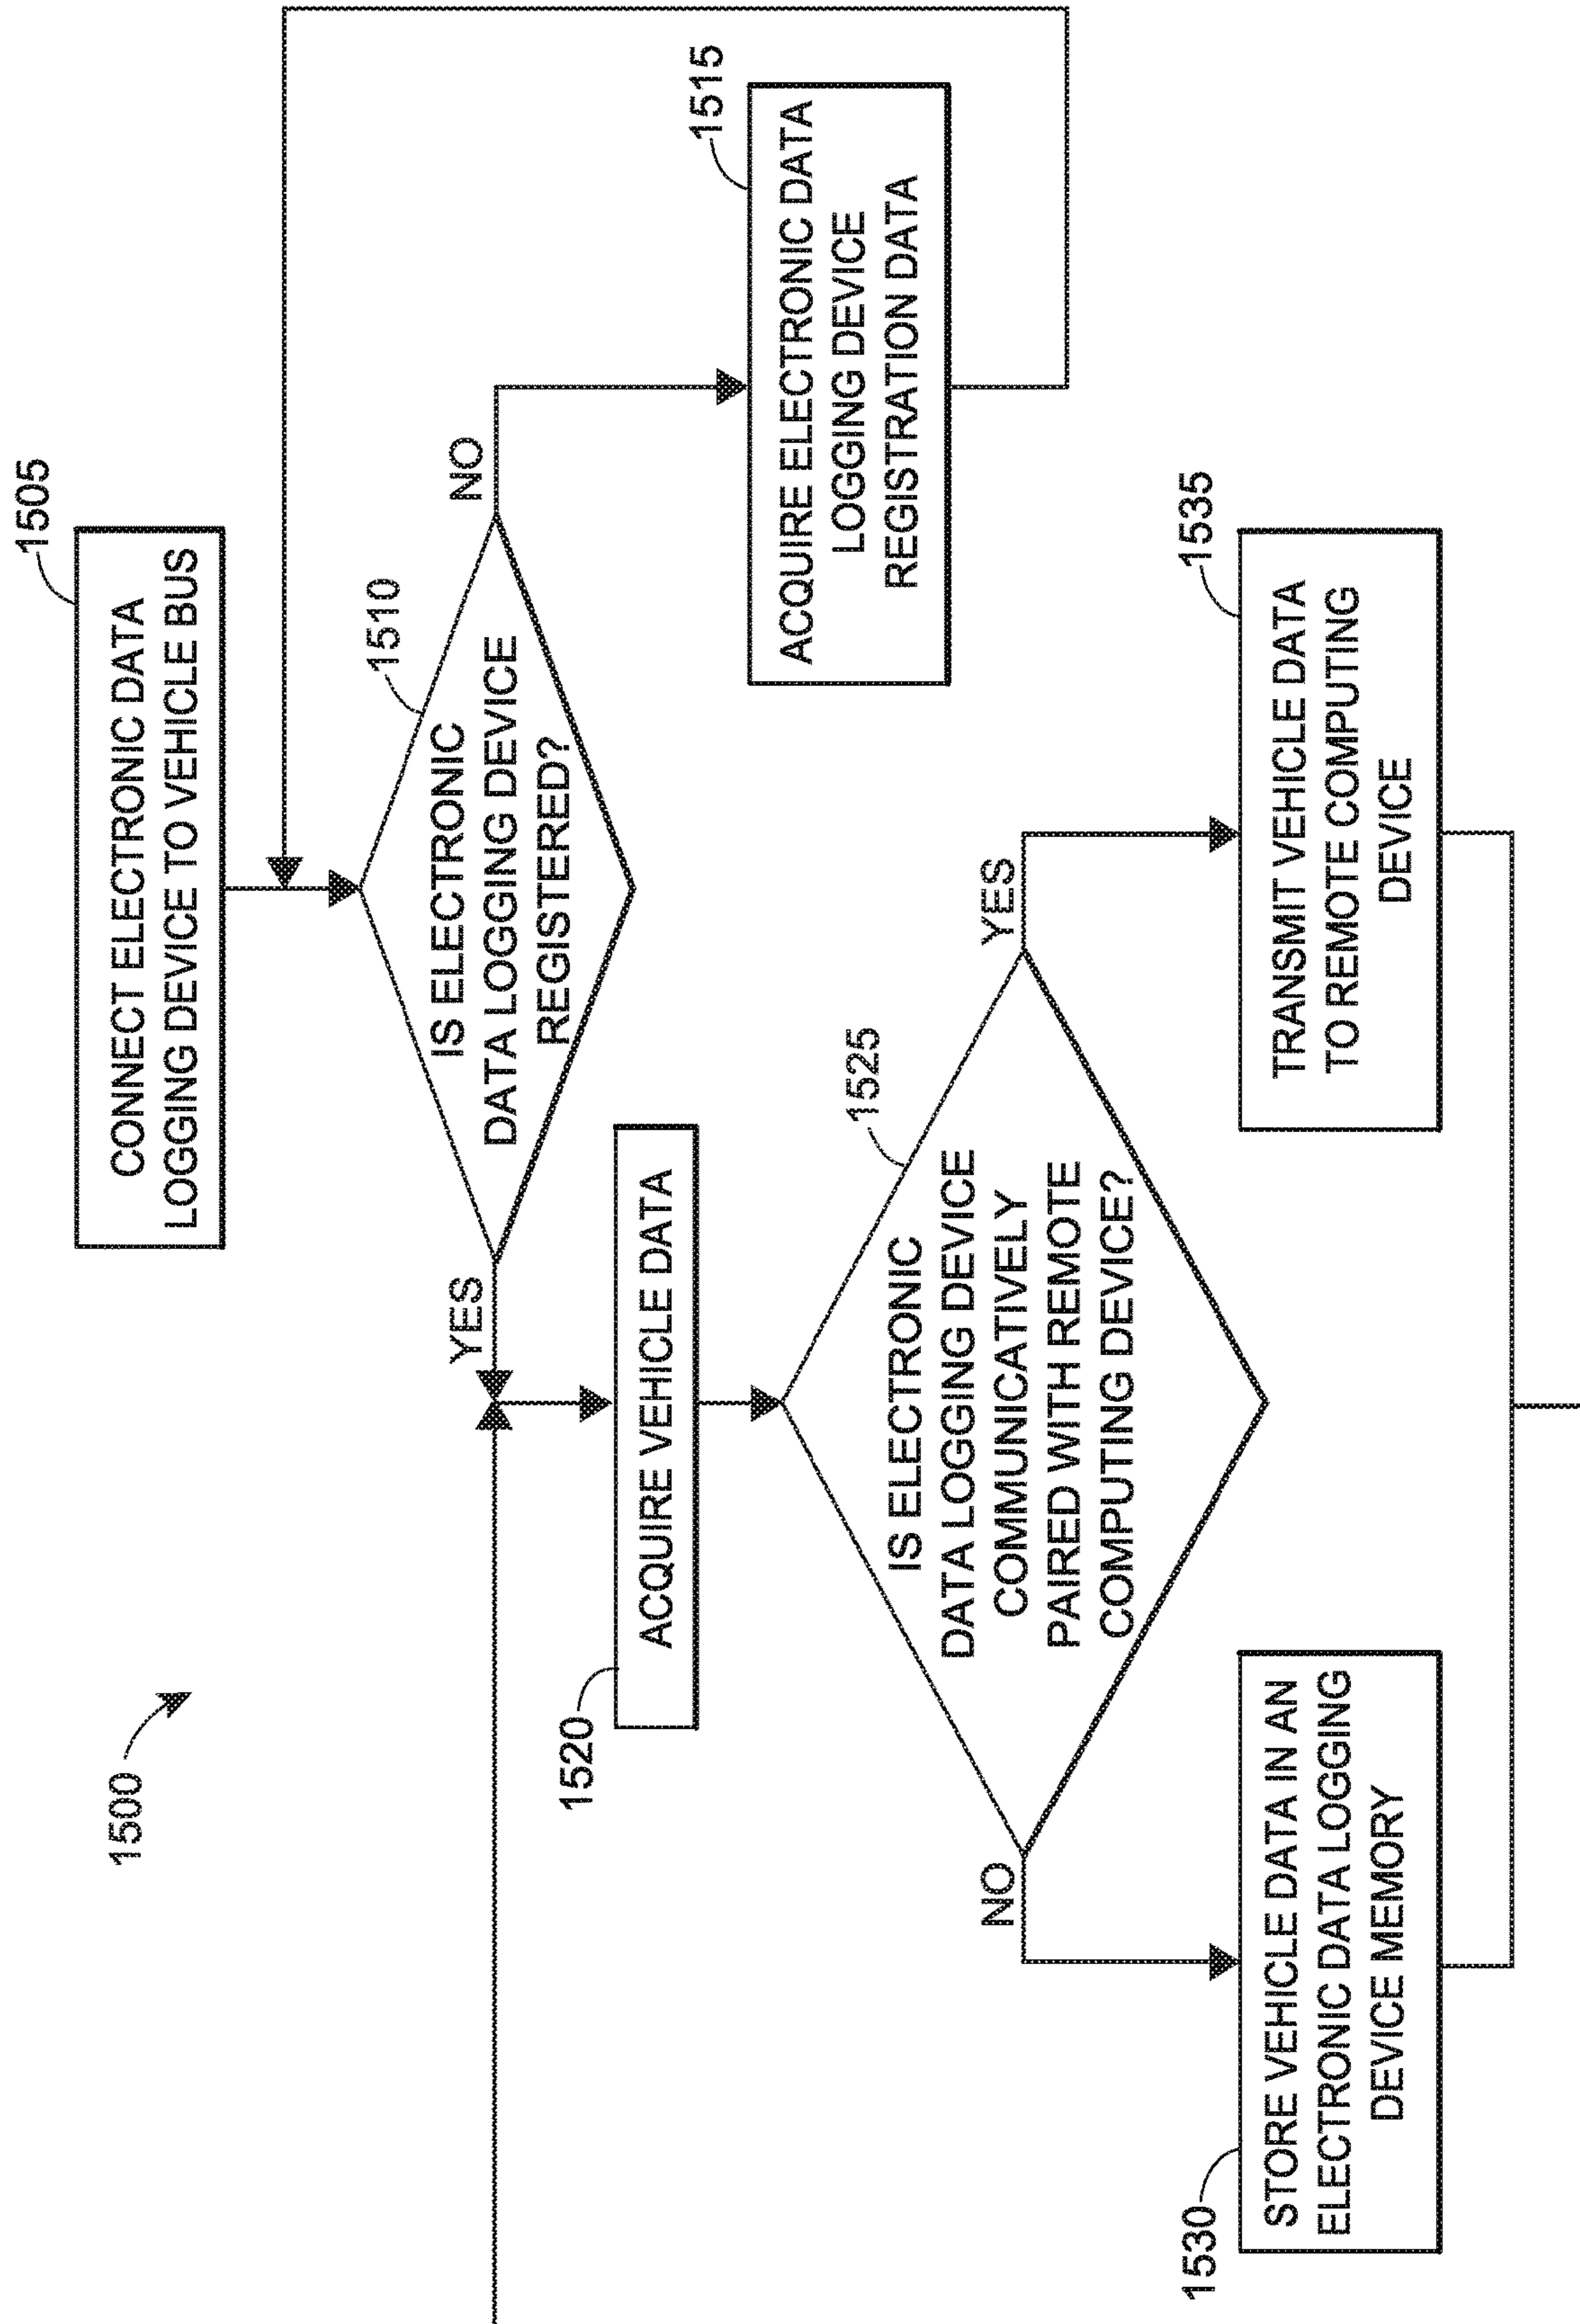 1500
1505
CONNECT ELECTRONIC DATA
LOGGING DEVICE TO VEHICLE BUS
1510
IS ELECTRONIC
DATA LOGGING DEVICE
REGISTERED?
YES
NO
1515
ACQUIRE ELECTRONIC DATA
LOGGING DEVICE
REGISTRATION DATA
1520
ACQUIRE VEHICLE DATA
1525
IS ELECTRONIC
DATA LOGGING DEVICE
COMMUNICATIVELY
PAIRED WITH REMOTE
COMPUTING DEVICE?
NO
YES
1530
STORE VEHICLE DATA IN AN
ELECTRONIC DATA LOGGING
DEVICE MEMORY
1535
TRANSMIT VEHICLE DATA
TO REMOTE COMPUTING
DEVICE